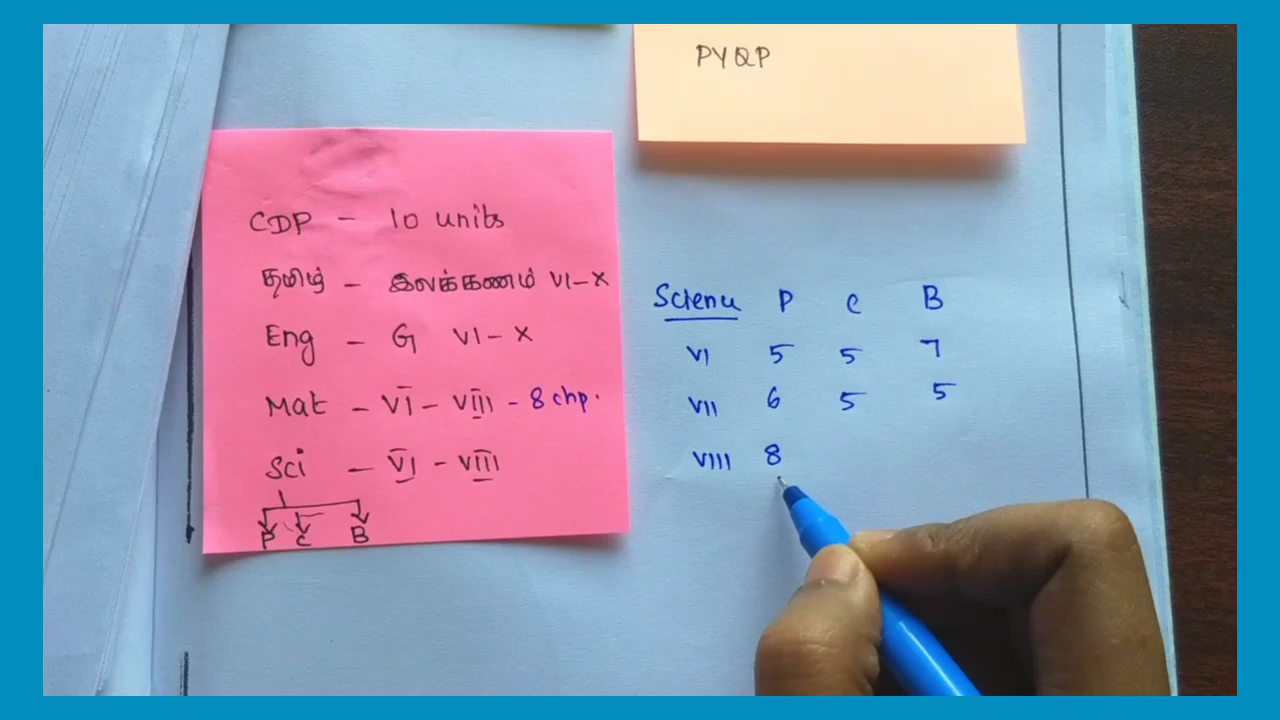 PYQP
CDP - 10 units
தமிழ் - இலக்கணம் VI-X
Eng - G VI-X
Mat - VI - VIII - 8 chp.
Sci - VI - VIII
P C B
Science P C B
VI 5 5 7
VII 6 5 5
VIII 8